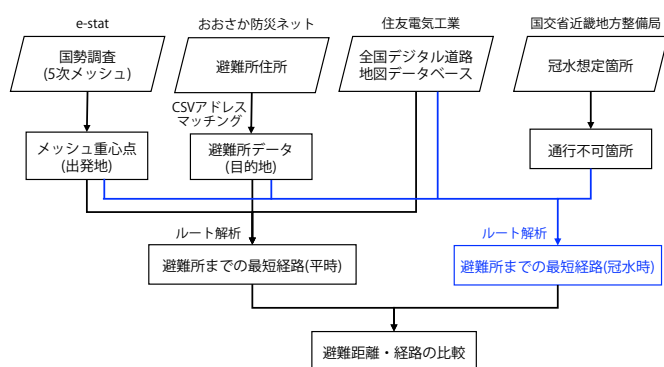 e-stat
おおさか防災ネット
住友電気工業
国交省近畿地方整備局
国勢調査
(5次メッシュ)
避難所住所
全国デジタル道路
地図データベース
冠水想定箇所
CSVアドレス
マッチング
メッシュ重心点
(出発地)
避難所データ
(目的地)
通行不可箇所
ルート解析
ルート解析
避難所までの最短経路(平時)
避難所までの最短経路(冠水時)
避難距離・経路の比較